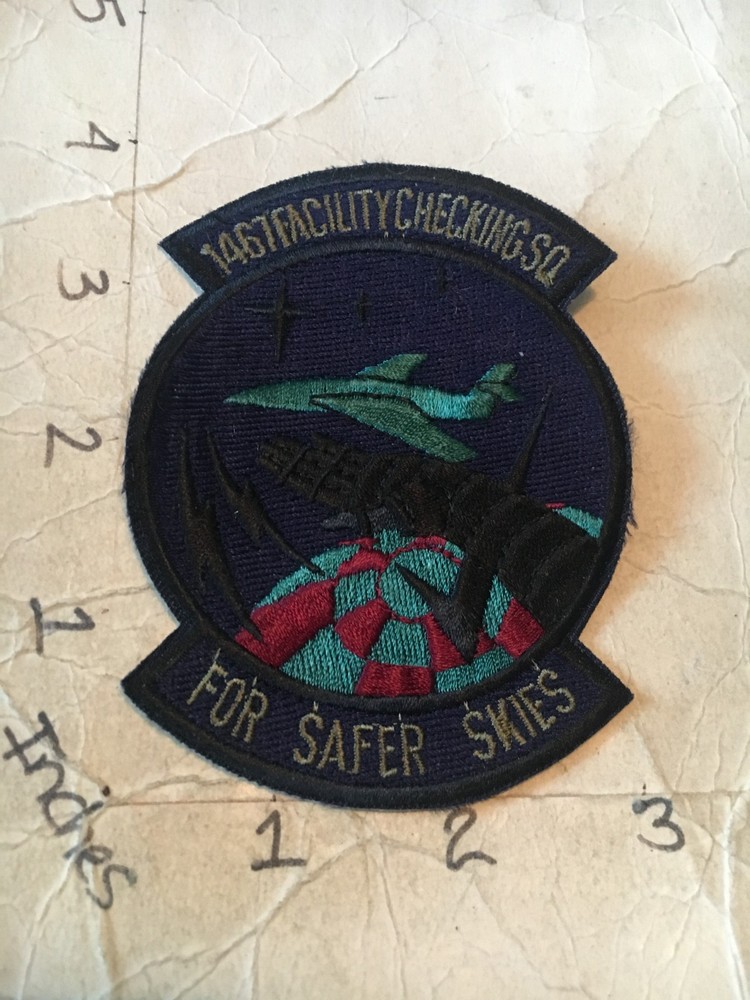 1467 FACILITY CHECKING SQ
FOR SAFER SKIES
5
4
3
2
1
Inches
1 2 3